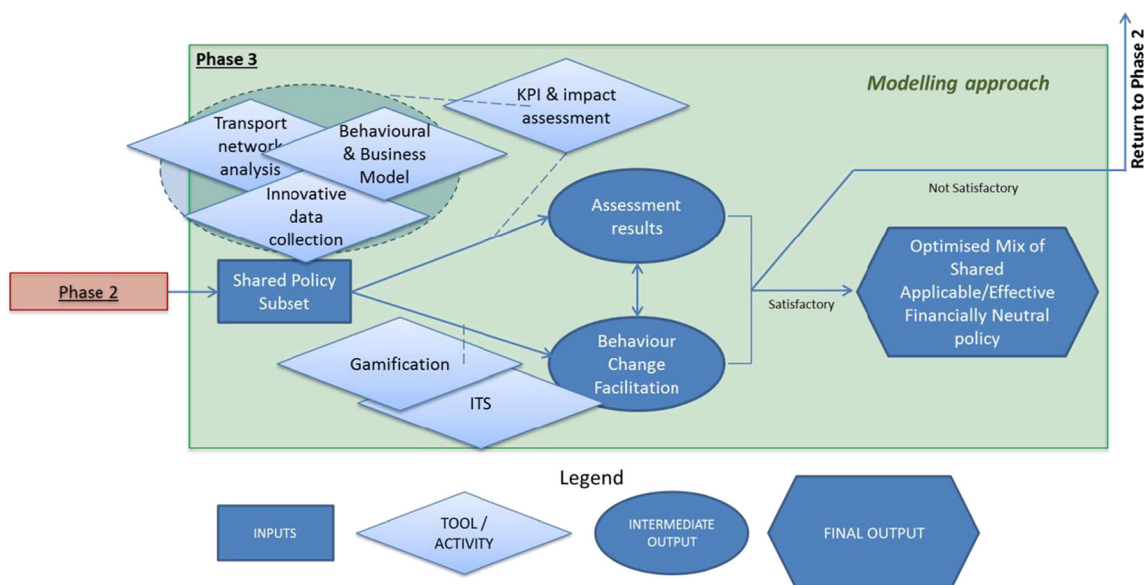 Phase 3
Modelling approach
Return to Phase 2
KPI & impact
assessment
Transport
network
analysis
Behavioural
& Business
Model
Innovative
data
collection
Phase 2
Shared Policy
Subset
Assessment
results
Not Satisfactory
Satisfactory
Optimised Mix of
Shared
Applicable/Effective
Financially Neutral
policy
Gamification
ITS
Behaviour
Change
Facilitation
Legend
INPUTS
TOOL /
ACTIVITY
INTERMEDIATE
OUTPUT
FINAL OUTPUT